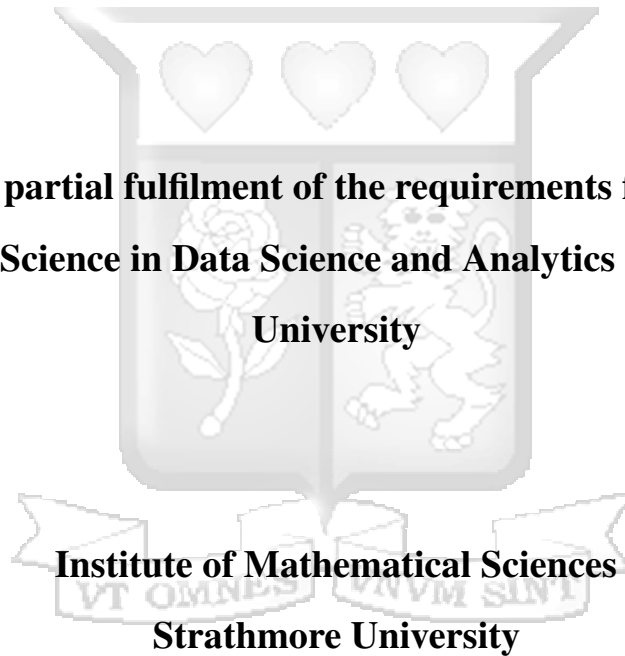 partial fulfilment of the requirements
Science in Data Science and Analytics
University
Institute of Mathematical Sciences
VT OMNES VNVM SINT
Strathmore University